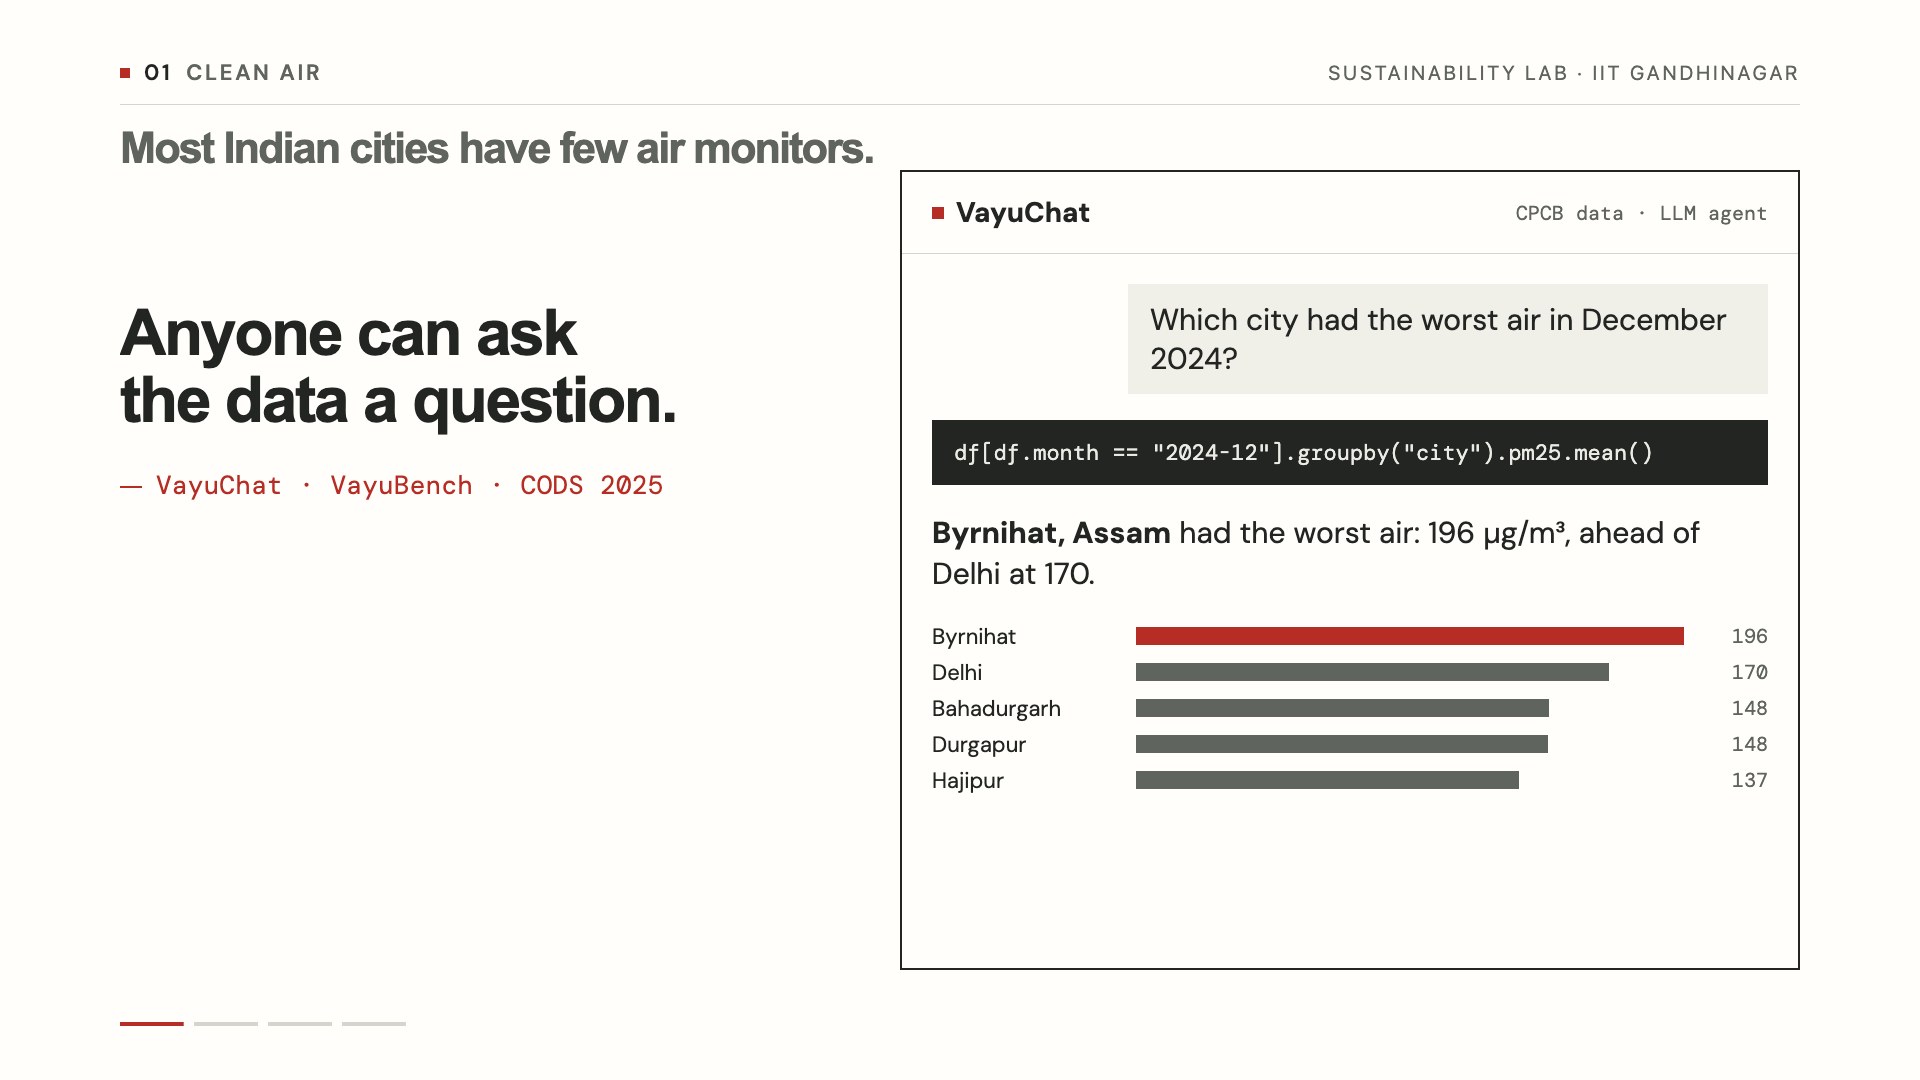 01 CLEAN AIR
SUSTAINABILITY LAB · IIT GANDHINAGAR
Most Indian cities have few air monitors.
Anyone can ask
the data a question.
— VayuChat · VayuBench · CODS 2025
VayuChat
CPCB data · LLM agent
Which city had the worst air in December
2024?
df[df.month == "2024-12"].groupby("city").pm25.mean()
Byrnihat, Assam had the worst air: 196 µg/m³, ahead of
Delhi at 170.
Byrnihat 196
Delhi 170
Bahadurgarh 148
Durgapur 148
Hajipur 137